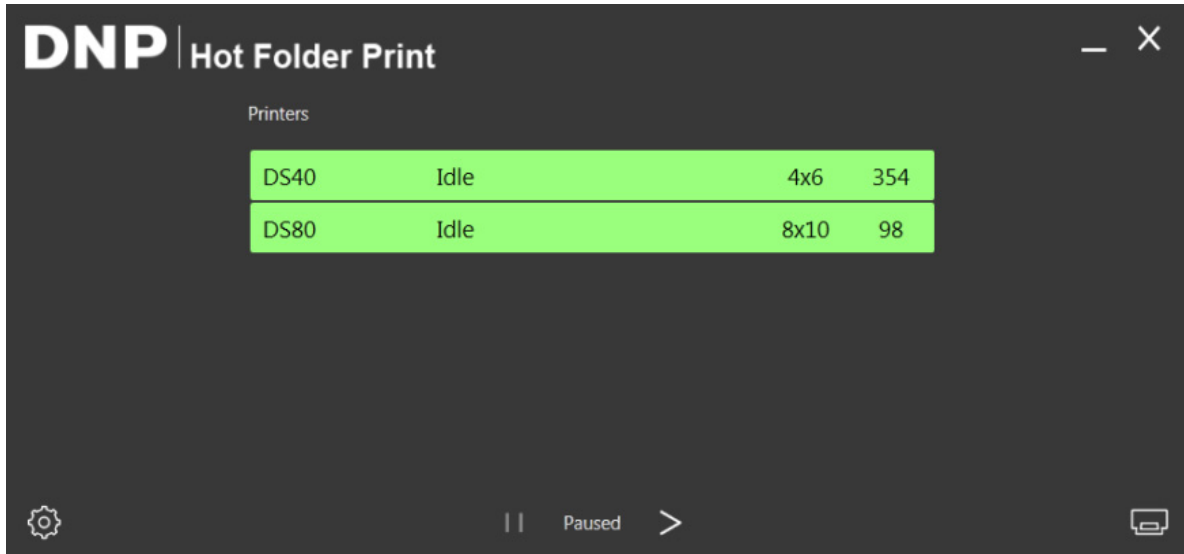 DNP Hot Folder Print
Printers
DS40 Idle 4x6 354
DS80 Idle 8x10 98
Paused